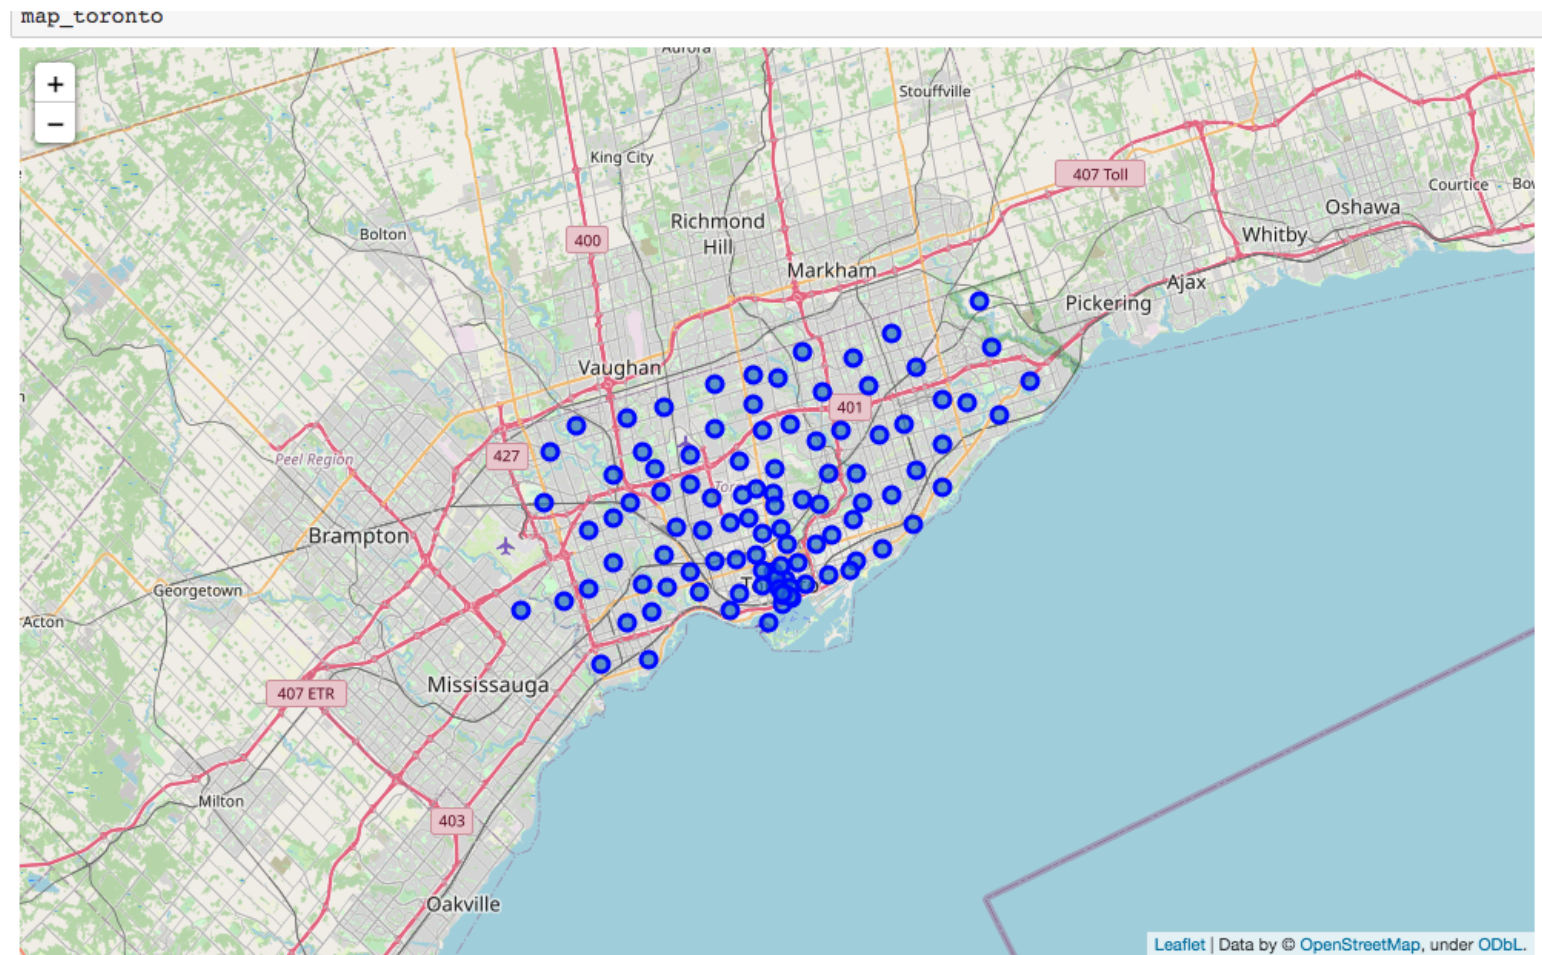 map_toronto
+
−
Aurora
Stouffville
King City
407 Toll
Courtice
Richmond
Hill
Oshawa
Bolton
400
Whitby
Markham
Ajax
Pickering
Vaughan
401
427
Peel Region
Brampton
Georgetown
Acton
Mississauga
407 ETR
Milton
403
Oakville
Leaflet | Data by © OpenStreetMap, under ODbL.